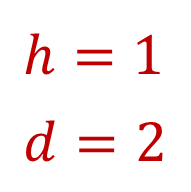 h = 1
d = 2